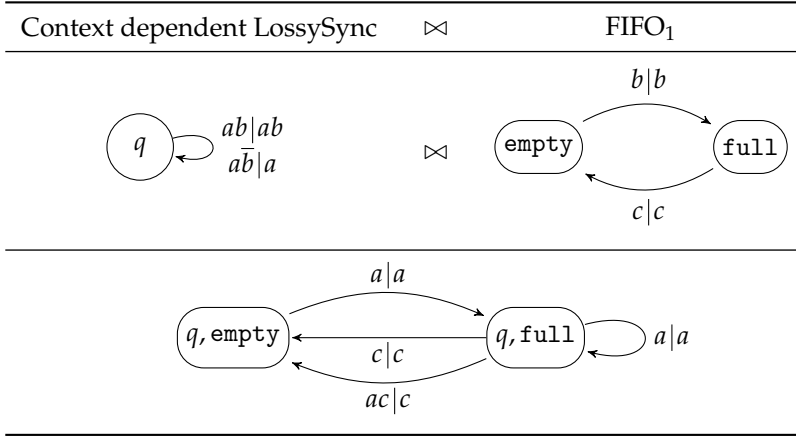 Context dependent LossySync ⋈ FIFO₁
b|b
q ab|ab
ab̅|a
⋈ empty full
c|c
a|a
q, empty q, full a|a
c|c
ac|c